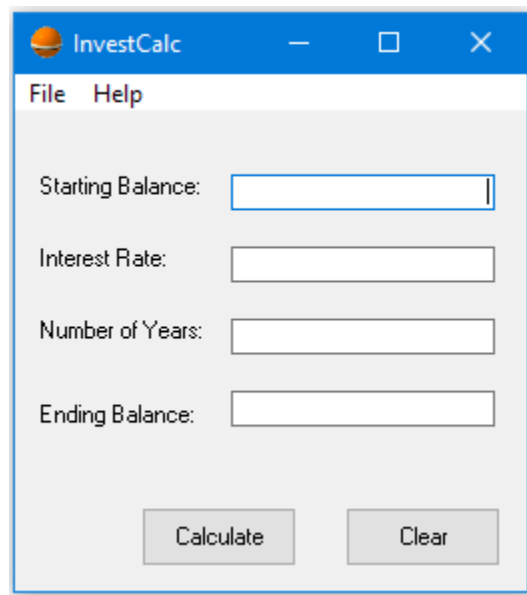 InvestCalc
File Help
Starting Balance:
Interest Rate:
Number of Years:
Ending Balance:
Calculate Clear